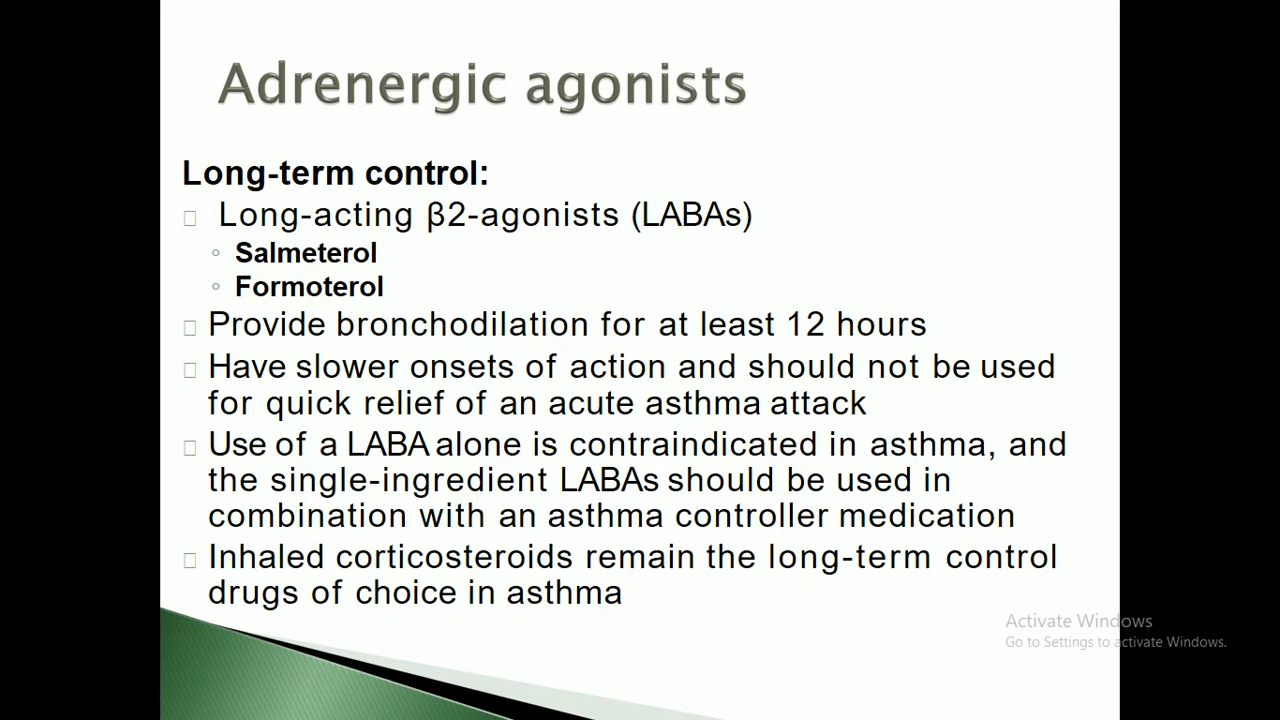 Adrenergic agonists
Long-term control:
Long-acting β2-agonists (LABAs)
Salmeterol
Formoterol
Provide bronchodilation for at least 12 hours
Have slower onsets of action and should not be used
for quick relief of an acute asthma attack
Use of a LABA alone is contraindicated in asthma, and
the single-ingredient LABAs should be used in
combination with an asthma controller medication
Inhaled corticosteroids remain the long-term control
drugs of choice in asthma
Activate Windows
Go to Settings to activate Windows.